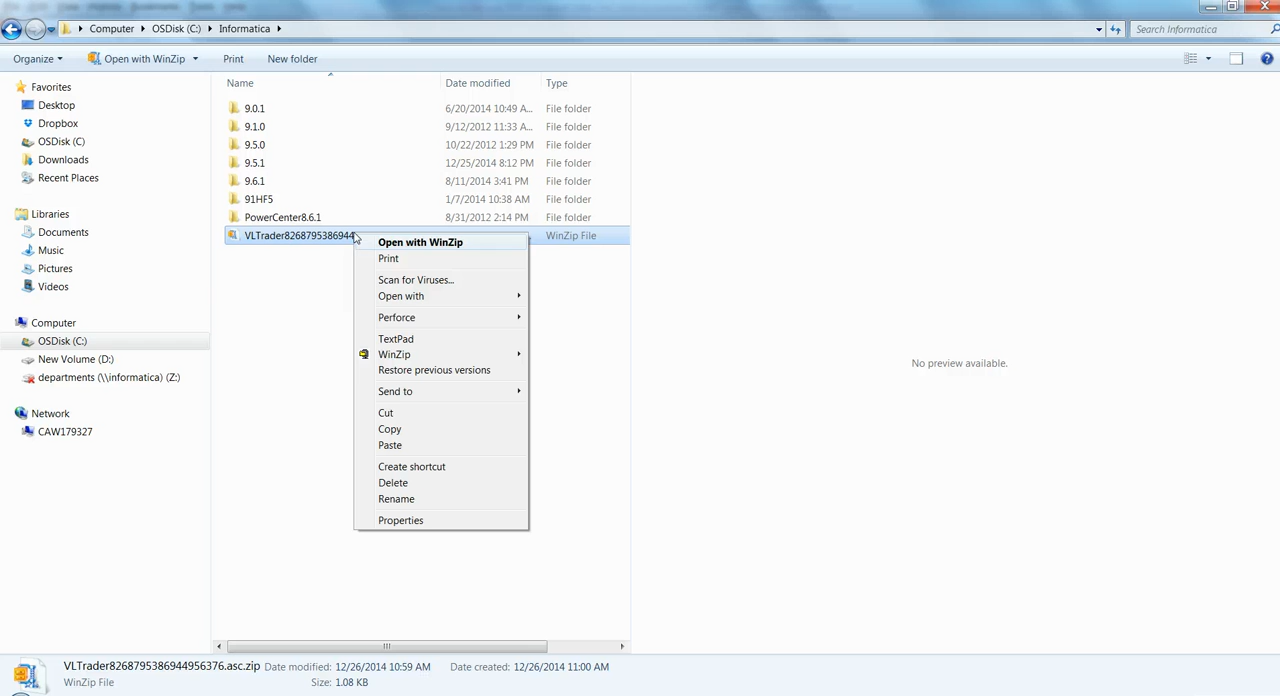 Computer OSDisk (C:) Informatica
Search Informatica
Organize Open with WinZip Print New folder
Favorites
Desktop
Dropbox
OSDisk (C:)
Downloads
Recent Places
Libraries
Documents
Music
Pictures
Videos
Computer
OSDisk (C:)
New Volume (D:)
departments (\\informatica) (Z:)
Network
CAW179327
Name Date modified Type
9.0.1 6/20/2014 10:49 A... File folder
9.1.0 9/12/2012 11:33 A... File folder
9.5.0 10/22/2012 1:29 PM File folder
9.5.1 12/25/2014 8:12 PM File folder
9.6.1 8/11/2014 3:41 PM File folder
91HF5 1/7/2014 10:38 AM File folder
PowerCenter8.6.1 8/31/2012 2:14 PM File folder
VLTrader8268795386944 WinZip File
Open with WinZip
Print
Scan for Viruses...
Open with
Perforce
TextPad
WinZip
Restore previous versions
Send to
Cut
Copy
Paste
Create shortcut
Delete
Rename
Properties
No preview available.
VLTrader8268795386944956376.asc.zip Date modified: 12/26/2014 10:59 AM Date created: 12/26/2014 11:00 AM
WinZip File Size: 1.08 KB